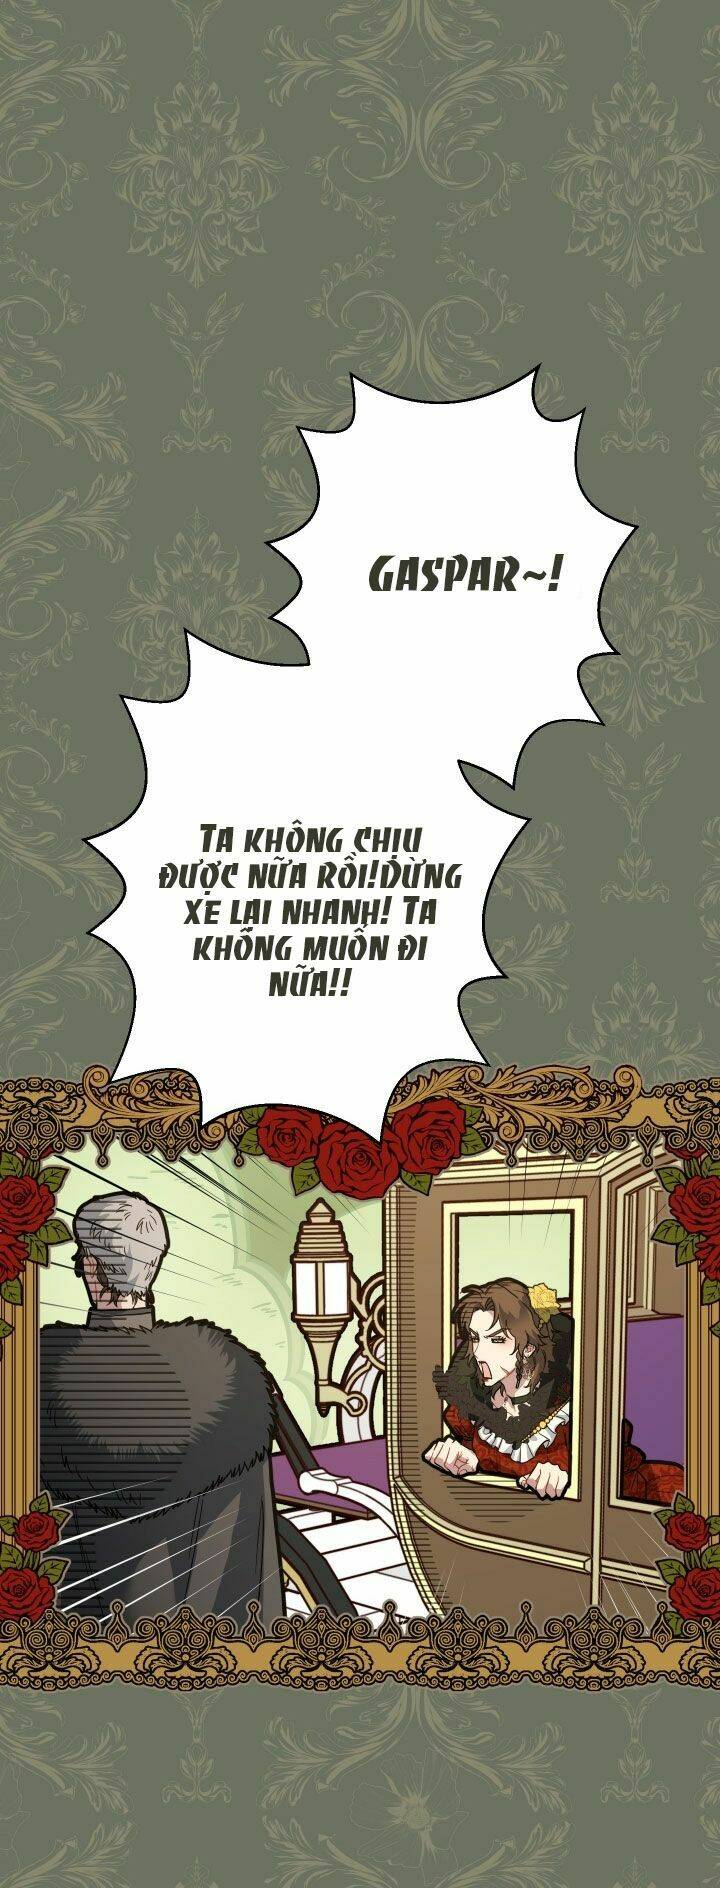 GASPAR~!
TA KHÔNG CHỊU
ĐƯỢC NỮA RỒI!DỪNG
XE LẠI NHANH! TA
KHÔNG MUỐN ĐI
NỮA!!